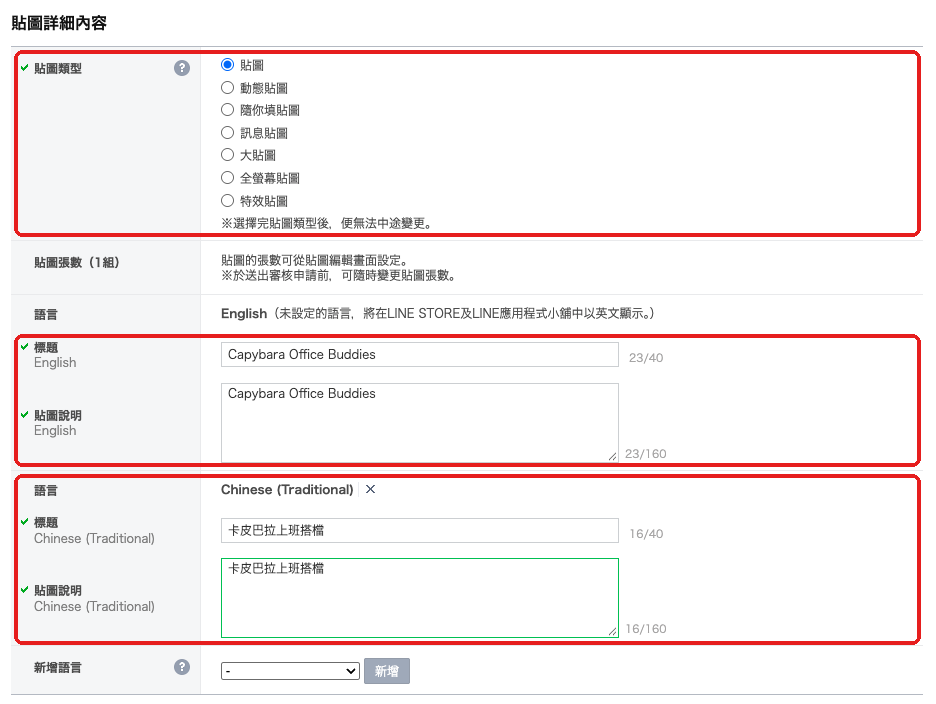 貼圖詳細內容
貼圖類型
?
貼圖
動態貼圖
隨你填貼圖
訊息貼圖
大貼圖
全螢幕貼圖
特效貼圖
※選擇完貼圖類型後，便無法中途變更。
貼圖張數（1組）
貼圖的張數可從貼圖編輯畫面設定。
※於送出審核申請前，可隨時變更貼圖張數。
語言
English（未設定的語言，將在LINE STORE及LINE應用程式小鋪中以英文顯示。）
標題
English
Capybara Office Buddies
23/40
貼圖說明
English
Capybara Office Buddies
23/160
語言
Chinese (Traditional)
標題
Chinese (Traditional)
卡皮巴拉上班搭檔
16/40
貼圖說明
Chinese (Traditional)
卡皮巴拉上班搭檔
16/160
新增語言
?
-
新增